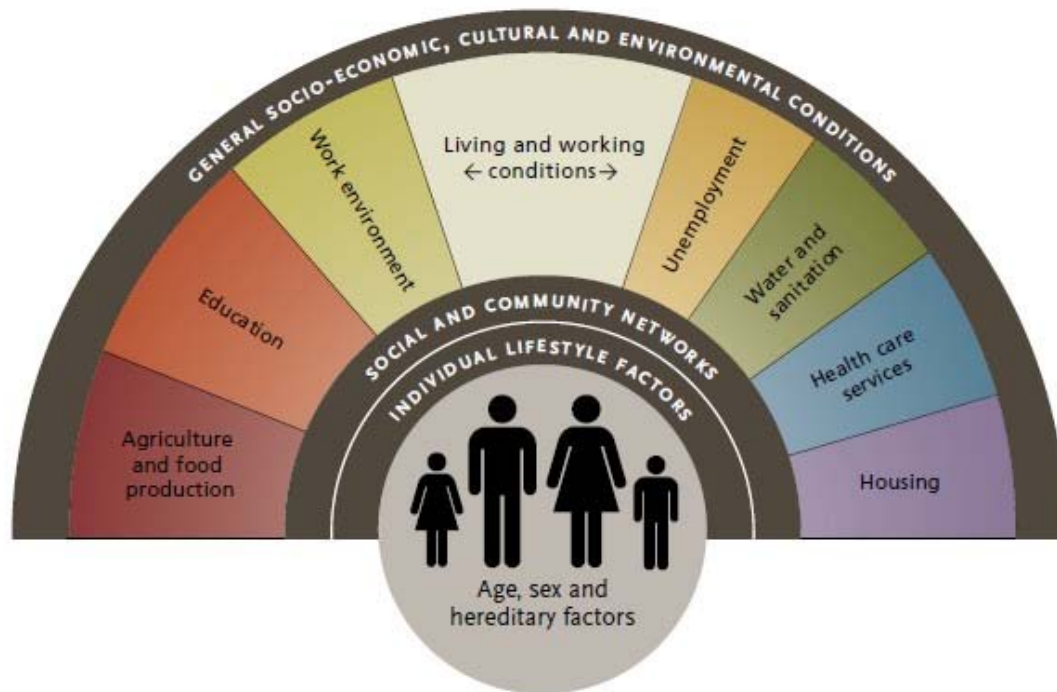 GENERAL SOCIO-ECONOMIC, CULTURAL AND ENVIRONMENTAL CONDITIONS
Agriculture
and food
production
Education
Work environment
Living and working
← conditions →
Unemployment
Water and
sanitation
Health care
services
Housing
SOCIAL AND COMMUNITY NETWORKS
INDIVIDUAL LIFESTYLE FACTORS
Age, sex and
hereditary factors